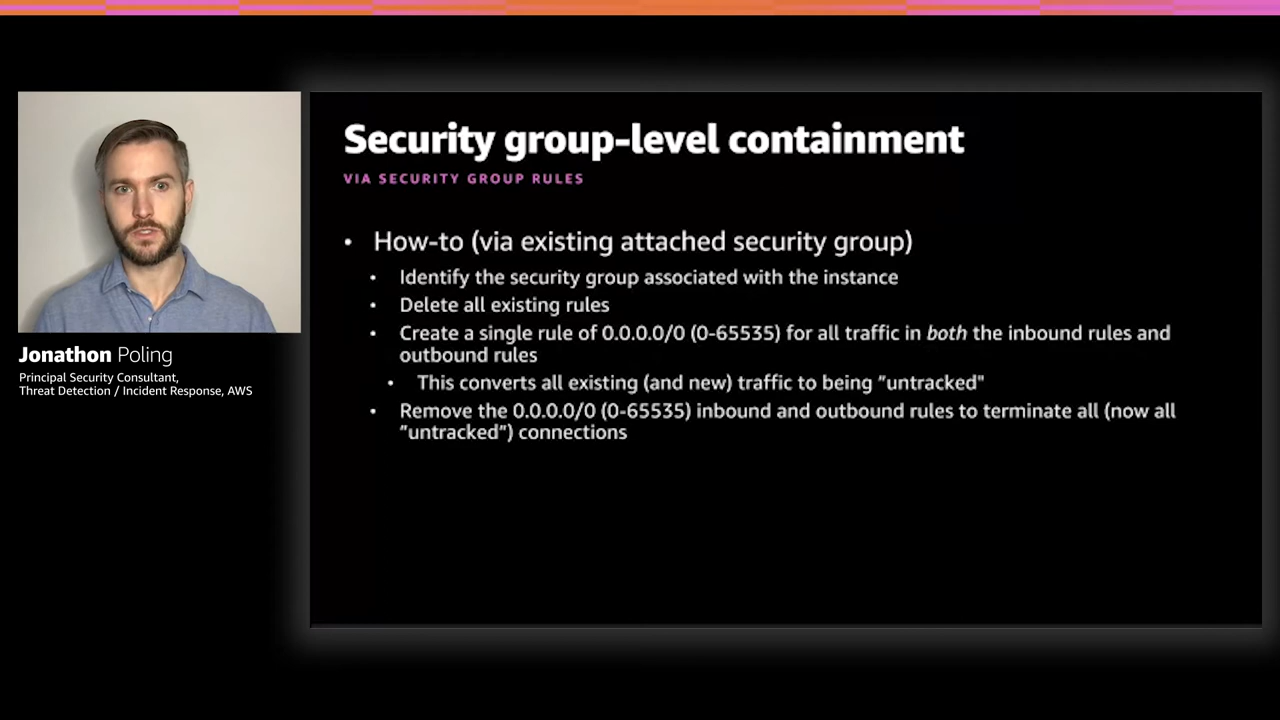 Security group-level containment
VIA SECURITY GROUP RULES
• How-to (via existing attached security group)
• Identify the security group associated with the instance
• Delete all existing rules
• Create a single rule of 0.0.0.0/0 (0-65535) for all traffic in both the inbound rules and
outbound rules
• This converts all existing (and new) traffic to being "untracked"
• Remove the 0.0.0.0/0 (0-65535) inbound and outbound rules to terminate all (now all
"untracked") connections
Jonathon Poling
Principal Security Consultant,
Threat Detection / Incident Response, AWS